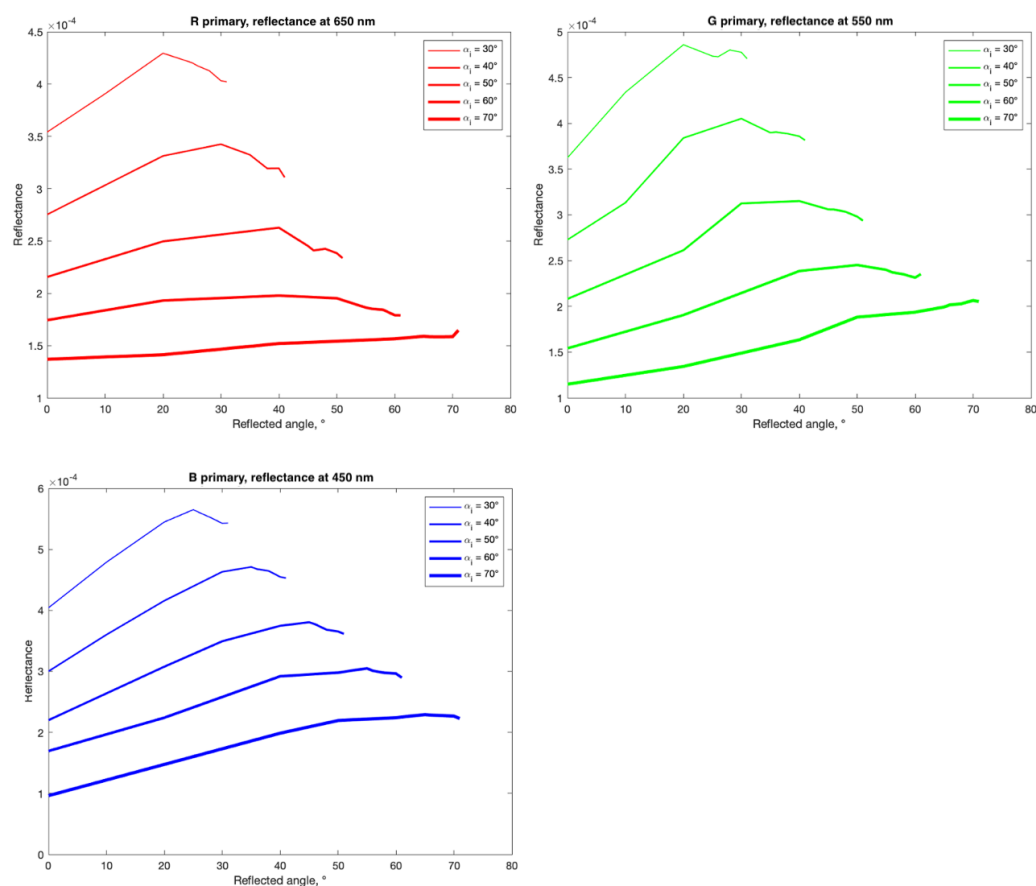 R primary, reflectance at 650 nm
×10⁻⁴
4.5
4
3.5
3
2.5
2
1.5
1
Reflectance
0 10 20 30 40 50 60 70 80
Reflected angle, °
αᵢ = 30°
αᵢ = 40°
αᵢ = 50°
αᵢ = 60°
αᵢ = 70°
G primary, reflectance at 550 nm
×10⁻⁴
5
4.5
4
3.5
3
2.5
2
1.5
1
Reflectance
0 10 20 30 40 50 60 70 80
Reflected angle, °
αᵢ = 30°
αᵢ = 40°
αᵢ = 50°
αᵢ = 60°
αᵢ = 70°
B primary, reflectance at 450 nm
×10⁻⁴
6
5
4
3
2
1
0
Reflectance
0 10 20 30 40 50 60 70 80
Reflected angle, °
αᵢ = 30°
αᵢ = 40°
αᵢ = 50°
αᵢ = 60°
αᵢ = 70°